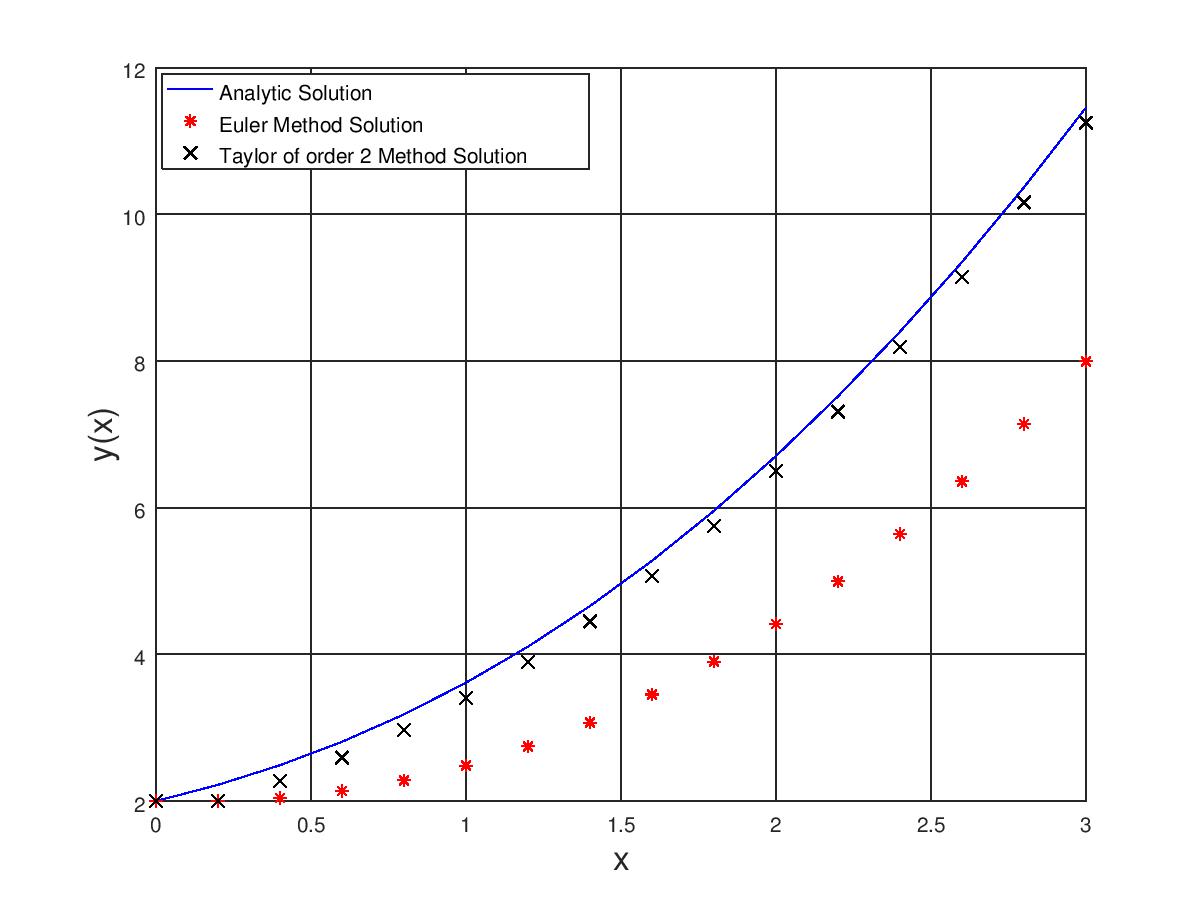 12
Analytic Solution
Euler Method Solution
Taylor of order 2 Method Solution
10
8
y(x)
6
4
2
0 0.5 1 1.5 2 2.5 3
x